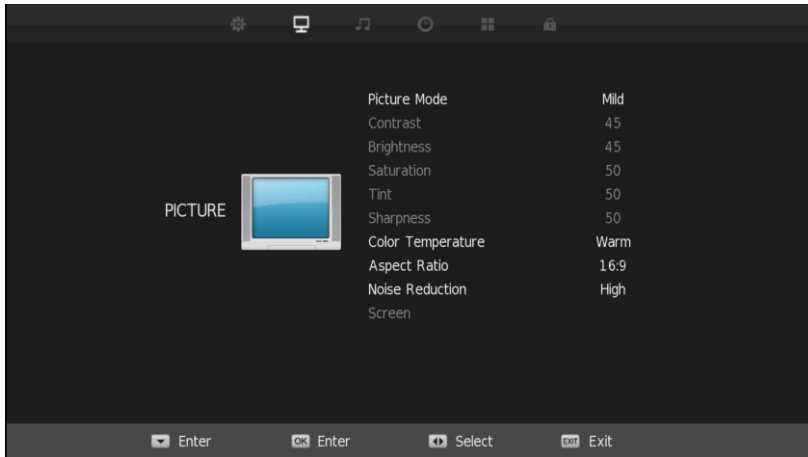 Picture Mode Mild
Contrast 45
Brightness 45
Saturation 50
Tint 50
PICTURE
Sharpness 50
Color Temperature Warm
Aspect Ratio 16:9
Noise Reduction High
Screen
Enter OK Enter Select EXIT Exit